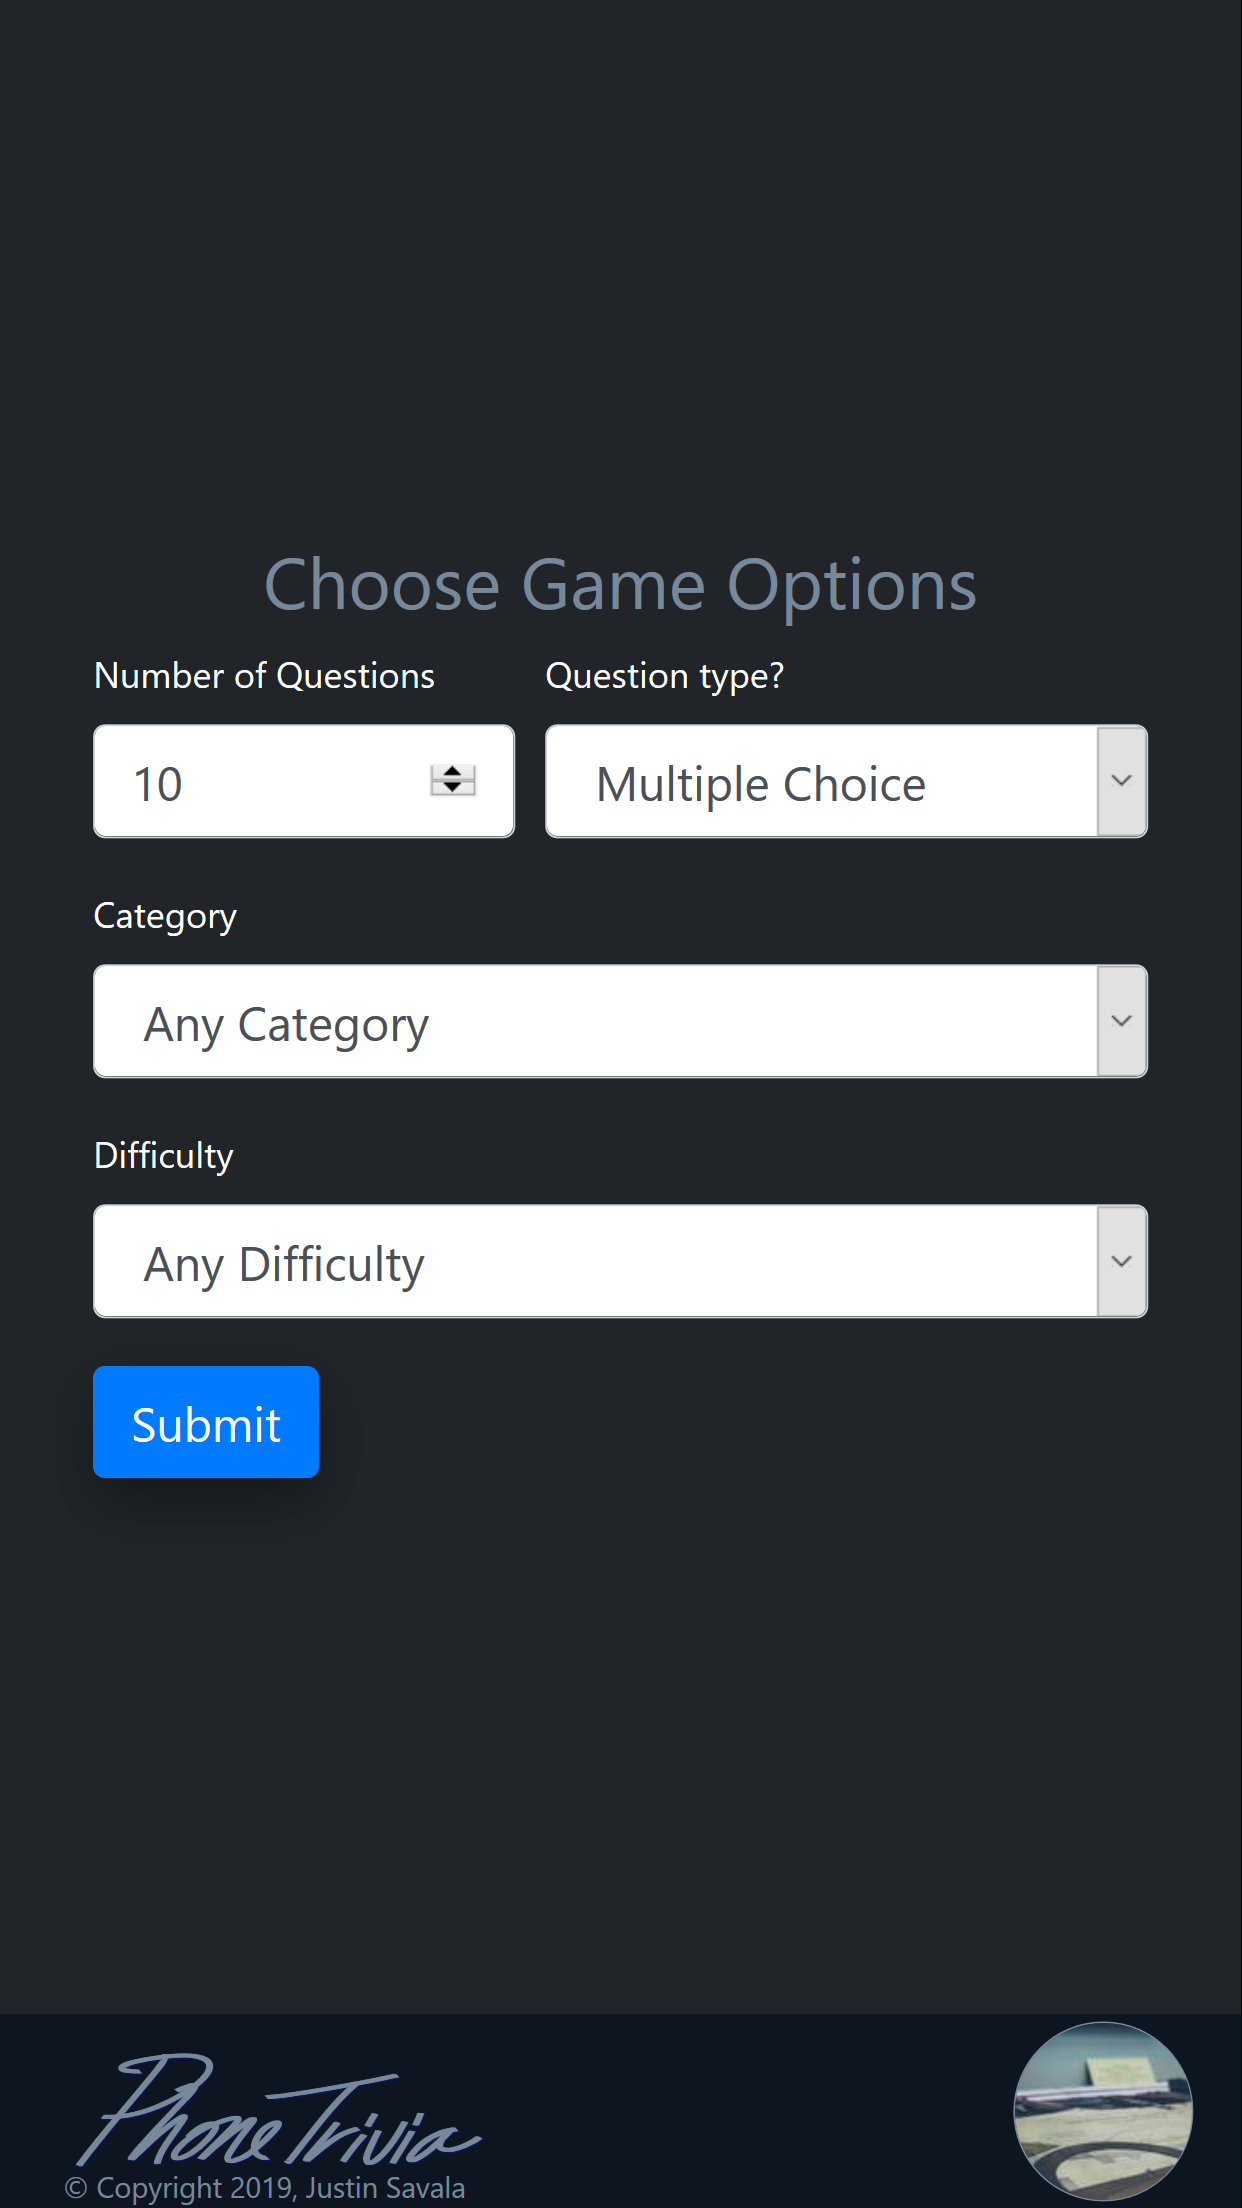 Choose Game Options
Number of Questions Question type?
10 Multiple Choice
Category
Any Category
Difficulty
Any Difficulty
Submit
Phone Trivia
© Copyright 2019, Justin Savala